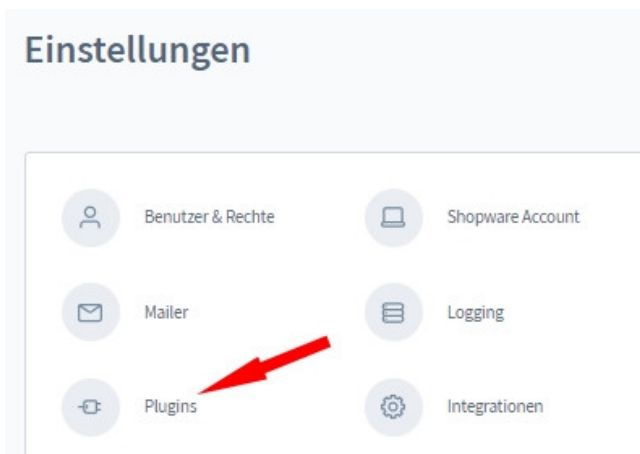 Einstellungen
Benutzer & Rechte
Shopware Account
Mailer
Logging
Plugins
Integrationen